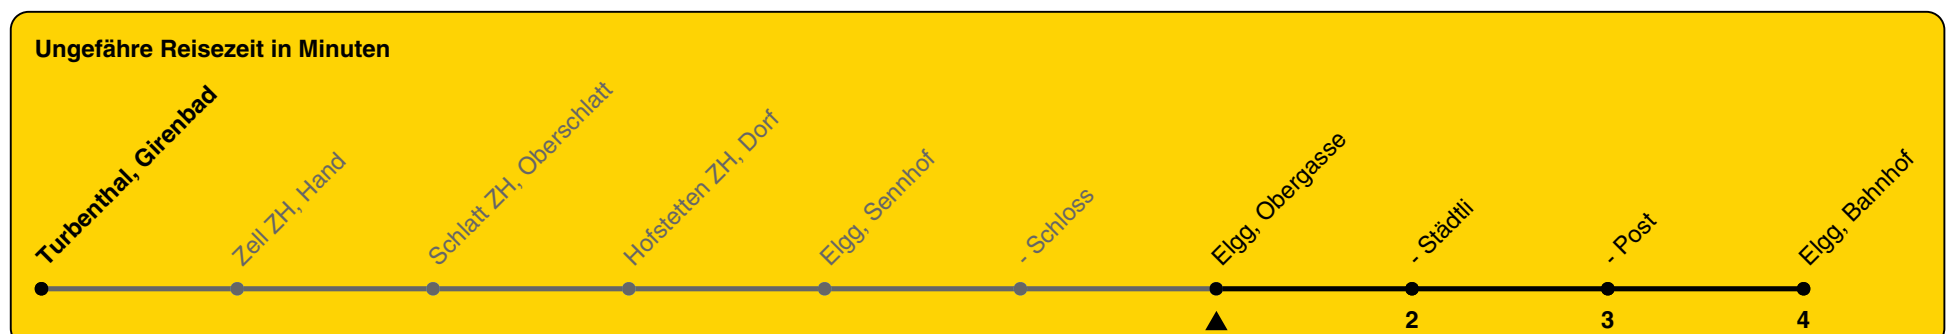 Ungefähre Reisezeit in Minuten
Turbenthal, Girenbad
Zell ZH, Hand
Schlatt ZH, Oberschlatt
Hofstetten ZH, Dorf
Elgg, Sennhof
- Schloss
Elgg, Obergasse
- Städtli
- Post
Elgg, Bahnhof
2 3 4